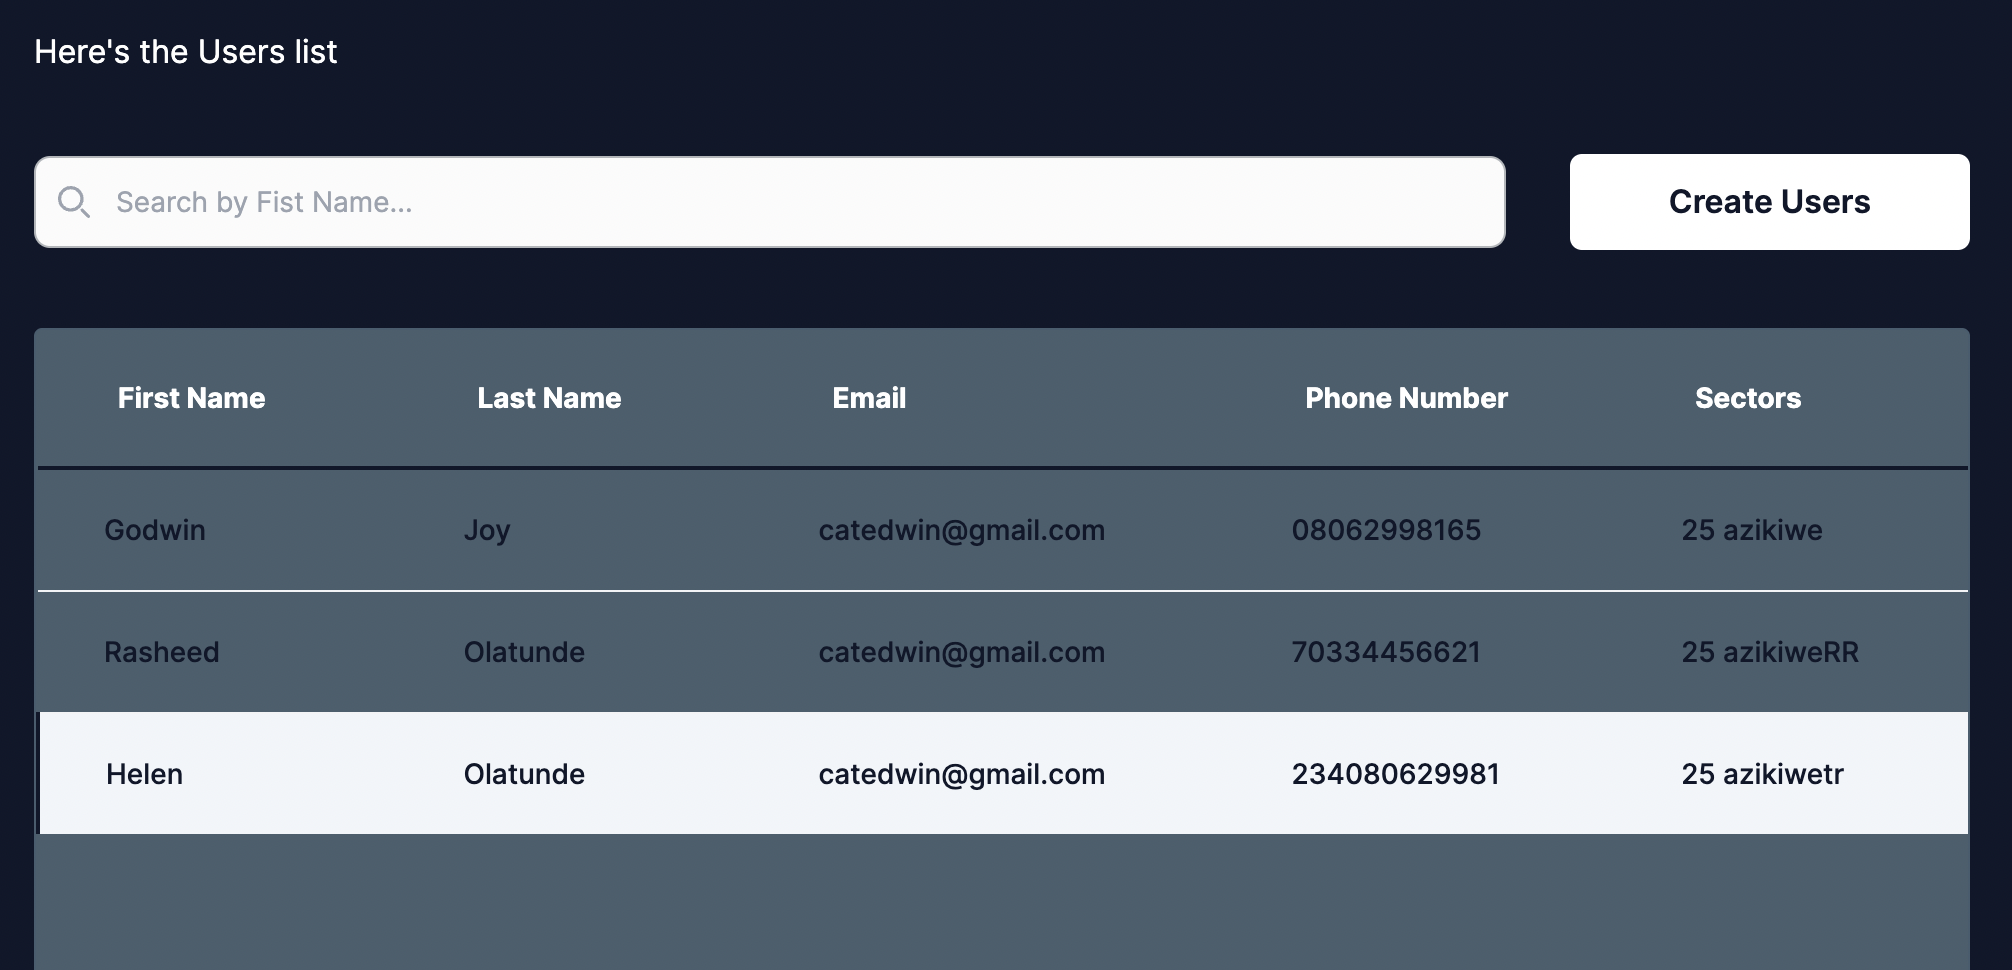 Here's the Users list
Search by Fist Name...
Create Users
First Name Last Name Email Phone Number Sectors
Godwin Joy catedwin@gmail.com 08062998165 25 azikiwe
Rasheed Olatunde catedwin@gmail.com 70334456621 25 azikiweRR
Helen Olatunde catedwin@gmail.com 234080629981 25 azikiwetr